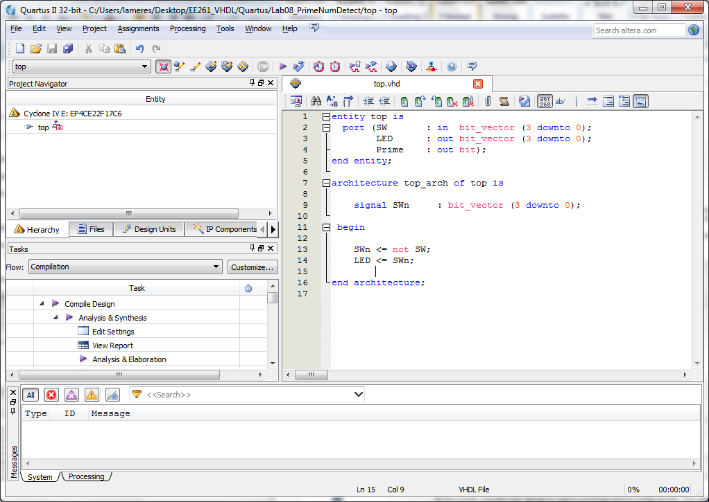 Quartus II 32-bit - C:/Users/lameres/Desktop/EE261_VHDL/Quartus/Lab08_PrimeNumDetect/top - top
File Edit View Project Assignments Processing Tools Window Help
Search altera.com
top
Project Navigator
Entity
Cyclone IV E: EP4CE22F17C6
top
Hierarchy Files Design Units IP Components
Tasks
Flow: Compilation Customize...
Task
Compile Design
Analysis & Synthesis
Edit Settings
View Report
Analysis & Elaboration
top.vhd
267
268
ab/
1 entity top is
2 port (SW : in bit_vector (3 downto 0);
3 LED : out bit_vector (3 downto 0);
4 Prime : out bit);
5 end entity;
6
7 architecture top_arch of top is
8
9 signal SWn : bit_vector (3 downto 0);
10
11 begin
12
13 SWn <= not SW;
14 LED <= SWn;
15
16 end architecture;
17
All <<Search>>
Type ID Message
Messages
System Processing
Ln 15 Col 9 VHDL File 0% 00:00:00